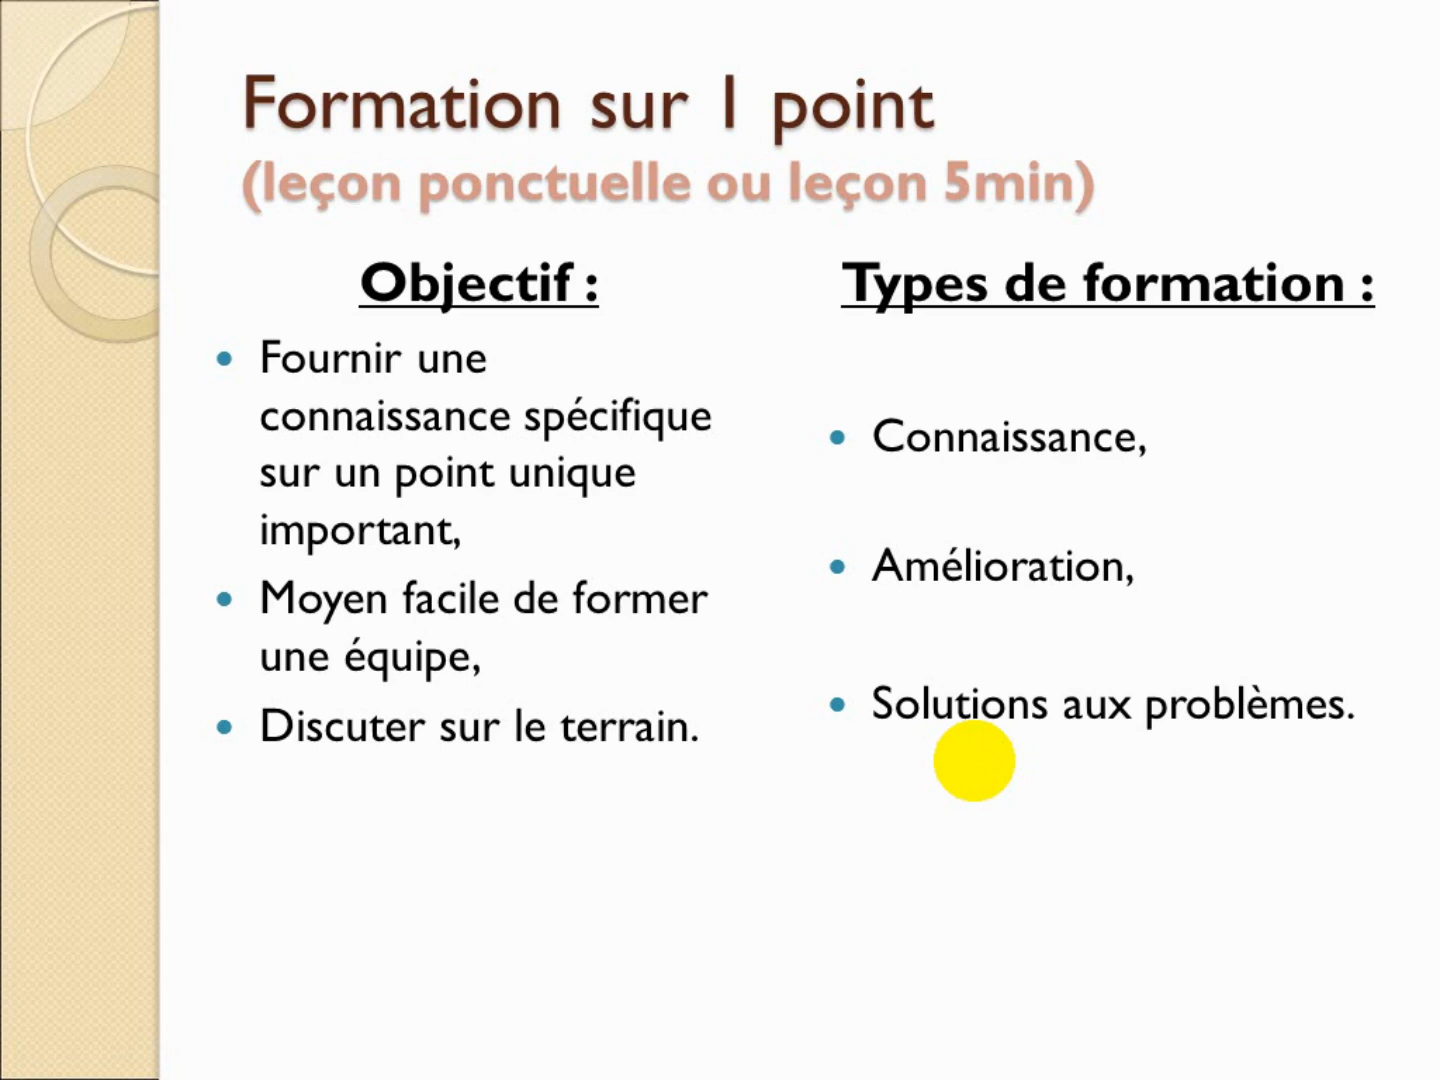 Formation sur 1 point
(leçon ponctuelle ou leçon 5min)
Objectif :
Fournir une
connaissance spécifique
sur un point unique
important,
Moyen facile de former
une équipe,
Discuter sur le terrain.
Types de formation :
Connaissance,
Amélioration,
Solutions aux problèmes.